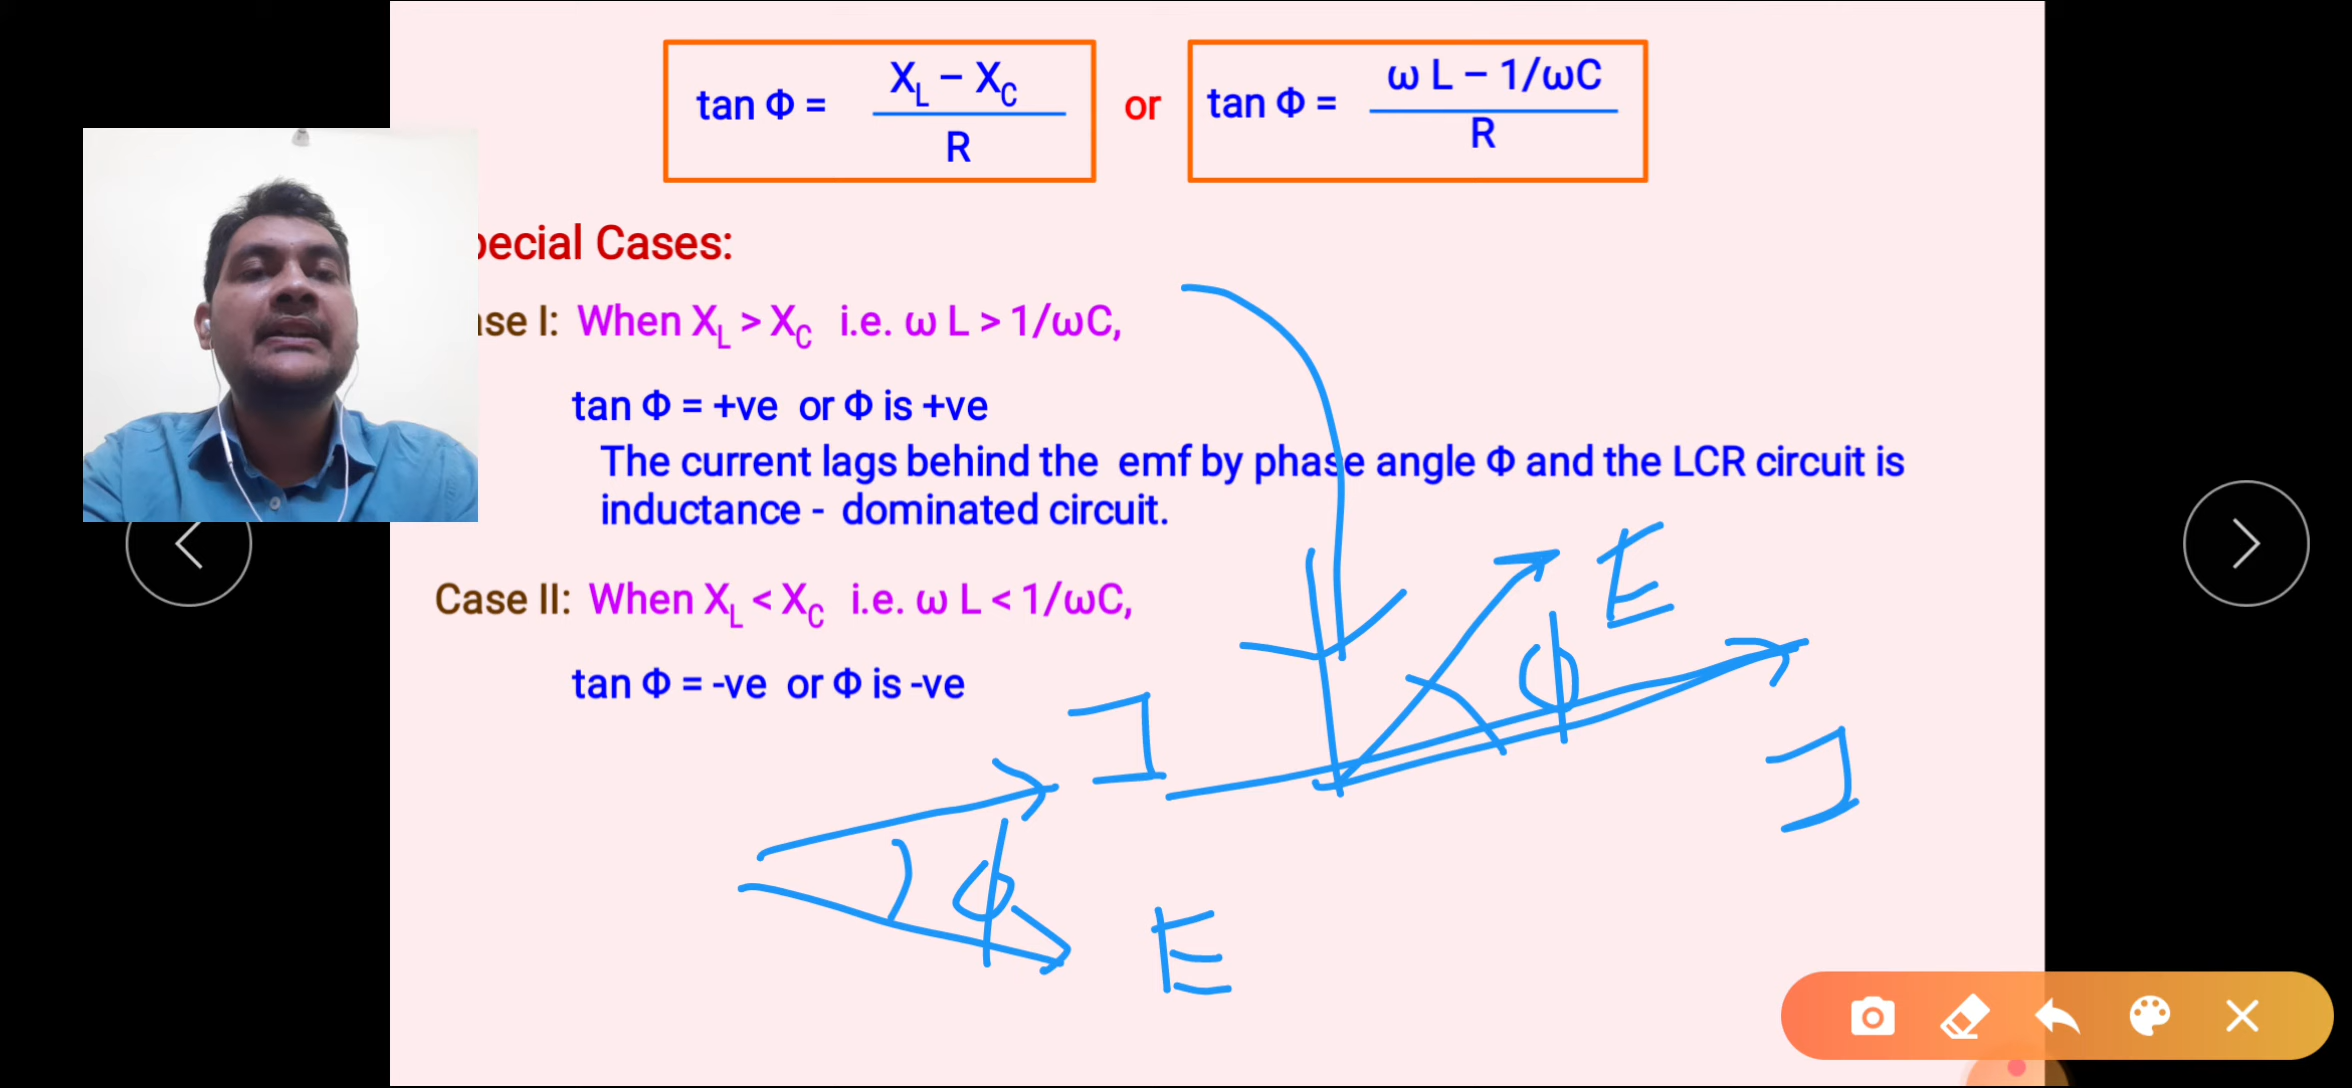 tan Φ = X_L – X_C / R or tan Φ = ω L – 1/ωC / R
pecial Cases:
ase I: When X_L > X_C i.e. ω L > 1/ωC,
tan Φ = +ve or Φ is +ve
The current lags behind the emf by phase angle Φ and the LCR circuit is
inductance - dominated circuit.
Case II: When X_L < X_C i.e. ω L < 1/ωC,
tan Φ = -ve or Φ is -ve
E
ϕ
I
I
ϕ
E